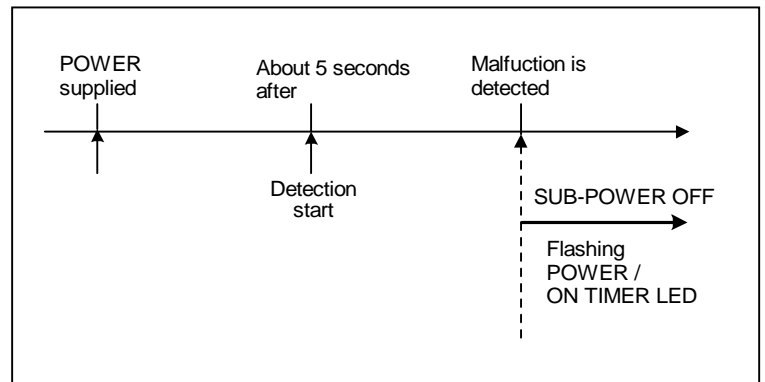 POWER
supplied
About 5 seconds
after
Malfuction is
detected
Detection
start
SUB-POWER OFF
Flashing
POWER /
ON TIMER LED